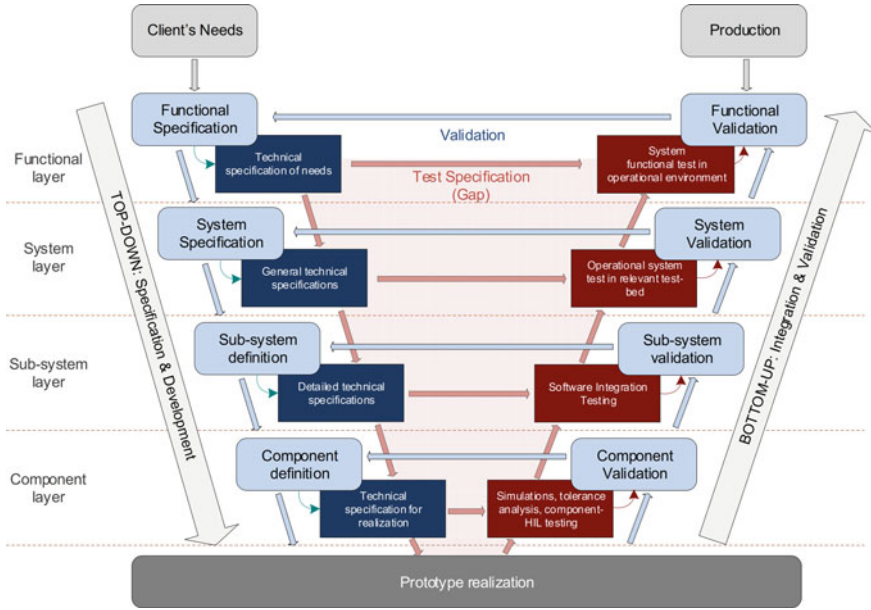 Client's Needs
Production
Functional
Specification
Functional
Validation
Validation
Functional
layer
Technical
specification of needs
Test Specification
(Gap)
System
functional test in
operational environment
System
Specification
System
Validation
System
layer
General technical
specifications
Operational system
test in relevant test-
bed
Sub-system
definition
Sub-system
validation
Sub-system
layer
Detailed technical
specifications
Software Integration
Testing
Component
definition
Component
Validation
Component
layer
Technical
specification for
realization
Simulations, tolerance
analysis, component-
HIL testing
TOP-DOWN: Specification & Development
BOTTOM-UP: Integration & Validation
Prototype realization